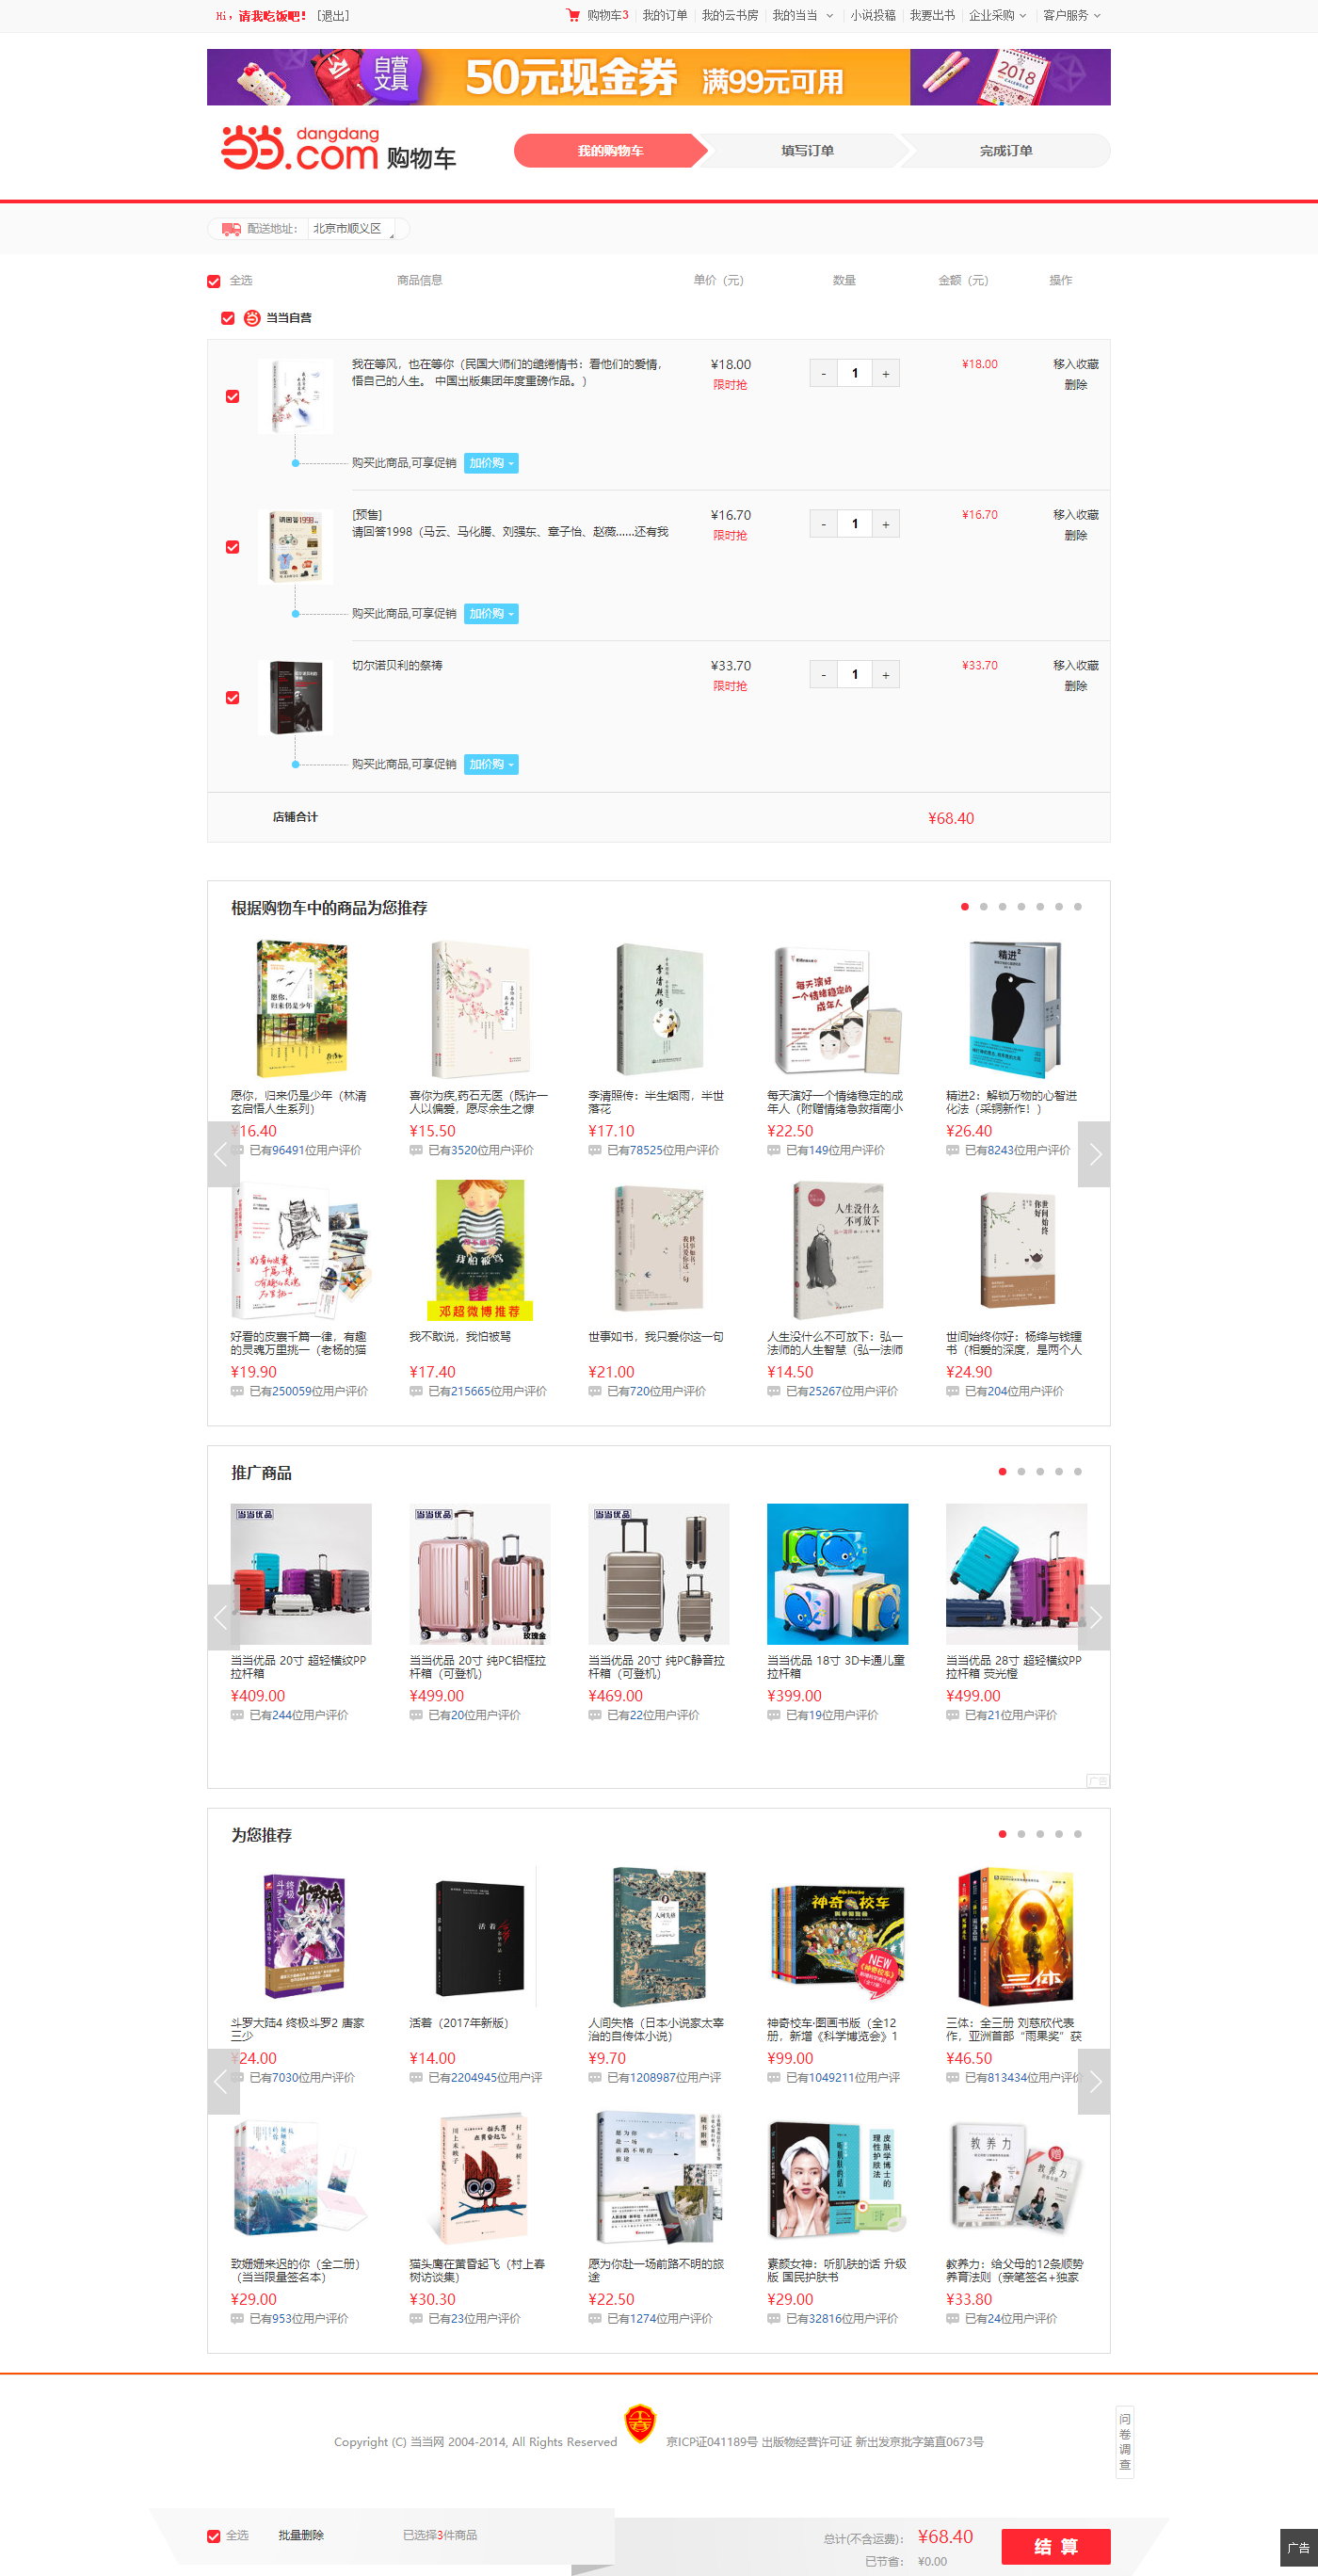 Hi，请我吃饭吧！ [退出]
购物车3 我的订单 我的云书房 我的当当 小说投稿 我要出书 企业采购 客户服务
自营
文具
50元现金券 满99元可用
2018
dangdang
当当.com 购物车
我的购物车 填写订单 完成订单
配送地址： 北京市顺义区
全选 商品信息 单价（元） 数量 金额（元） 操作
当当自营
我在等风，也在等你（民国大师们的缱绻情书：看他们的爱情， ¥18.00 - 1 + ¥18.00 移入收藏
悟自己的人生。 中国出版集团年度重磅作品。） 限时抢 删除
购买此商品,可享促销 加价购
[预售] ¥16.70 - 1 + ¥16.70 移入收藏
请回答1998（马云、马化腾、刘强东、章子怡、赵薇……还有我 限时抢 删除
购买此商品,可享促销 加价购
切尔诺贝利的祭祷 ¥33.70 - 1 + ¥33.70 移入收藏
限时抢 删除
购买此商品,可享促销 加价购
店铺合计 ¥68.40
根据购物车中的商品为您推荐
愿你，归来仍是少年（林清 喜你为疾,药石无医（既许一 李清照传：半生烟雨，半世 每天演好一个情绪稳定的成 精进2：解锁万物的心智进
玄启悟人生系列） 人以偏爱，愿尽余生之慷 落花 年人（附赠情绪急救指南小 化法（采铜新作！）
¥16.40 ¥15.50 ¥17.10 ¥22.50 ¥26.40
已有96491位用户评价 已有3520位用户评价 已有78525位用户评价 已有149位用户评价 已有8243位用户评价
我怕被骂
邓超微博推荐
人生没什么
不可放下
好看的皮囊千篇一律，有趣 我不敢说，我怕被骂 世事如书，我只爱你这一句 人生没什么不可放下：弘一 世间始终你好：杨绛与钱锺
的灵魂万里挑一（老杨的猫 法师的人生智慧（弘一法师 书（相爱的深度，是两个人
¥19.90 ¥17.40 ¥21.00 ¥14.50 ¥24.90
已有250059位用户评价 已有215665位用户评价 已有720位用户评价 已有25267位用户评价 已有204位用户评价
推广商品
当当优品 当当优品 当当优品
玫瑰金
当当优品 20寸 超轻横纹PP 当当优品 20寸 纯PC铝框拉 当当优品 20寸 纯PC静音拉 当当优品 18寸 3D卡通儿童 当当优品 28寸 超轻横纹PP
拉杆箱 杆箱（可登机） 杆箱（可登机） 拉杆箱 拉杆箱 荧光橙
¥409.00 ¥499.00 ¥469.00 ¥399.00 ¥499.00
已有244位用户评价 已有20位用户评价 已有22位用户评价 已有19位用户评价 已有21位用户评价
广告
为您推荐
神奇校车
NEW
三体
斗罗大陆4 终极斗罗2 唐家 活着（2017年新版） 人间失格（日本小说家太宰 神奇校车·图画书版（全12 三体：全三册 刘慈欣代表
三少 治的自传体小说） 册，新增《科学博览会》1 作，亚洲首部“雨果奖”获
¥24.00 ¥14.00 ¥9.70 ¥99.00 ¥46.50
已有7030位用户评价 已有2204945位用户评 已有1208987位用户评 已有1049211位用户评 已有813434位用户评价
教养力
致姗姗来迟的你（全二册） 猫头鹰在黄昏起飞（村上春 愿为你赴一场前路不明的旅 素颜女神：听肌肤的话 升级 教养力：给父母的12条顺势
（当当限量签名本） 树访谈集） 途 版 国民护肤书 养育法则（亲笔签名+独家
¥29.00 ¥30.30 ¥22.50 ¥29.00 ¥33.80
已有953位用户评价 已有23位用户评价 已有1274位用户评价 已有32816位用户评价 已有24位用户评价
Copyright (C) 当当网 2004-2014, All Rights Reserved 京ICP证041189号 出版物经营许可证 新出发京批字第直0673号
问卷调查
全选 批量删除 已选择3件商品 总计(不含运费)： ¥68.40 结 算
已节省： ¥0.00
广告